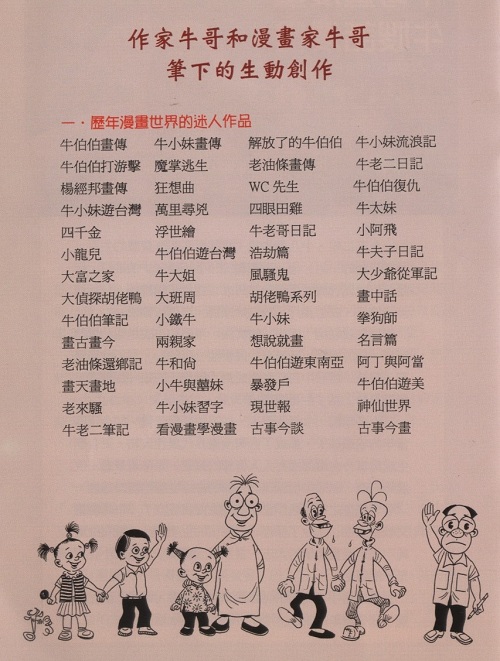 作家牛哥和漫畫家牛哥
筆下的生動創作
一．歷年漫畫世界的迷人作品
牛伯伯畫傳 牛小妹畫傳 解放了的牛伯伯 牛小妹流浪記
牛伯伯打游擊 魔掌逃生 老油條畫傳 牛老二日記
楊經邦畫傳 狂想曲 WC 先生 牛伯伯復仇
牛小妹遊台灣 萬里尋兇 四眼田雞 牛太妹
四千金 浮世繪 牛老哥日記 小阿飛
小龍兒 牛伯伯遊台灣 浩劫篇 牛夫子日記
大富之家 牛大姐 風騷鬼 大少爺從軍記
大偵探胡佬鴨 大班周 胡佬鴨系列 畫中話
牛伯伯筆記 小鐵牛 牛小妹 拳狗師
畫古畫今 兩親家 想說就畫 名言篇
老油條還鄉記 牛和尙 牛伯伯遊東南亞 阿丁與阿當
畫天畫地 小牛與蘭妹 暴發戶 牛伯伯遊美
老來騷 牛小妹習字 現世報 神仙世界
牛老二筆記 看漫畫學漫畫 古事今談 古事今畫